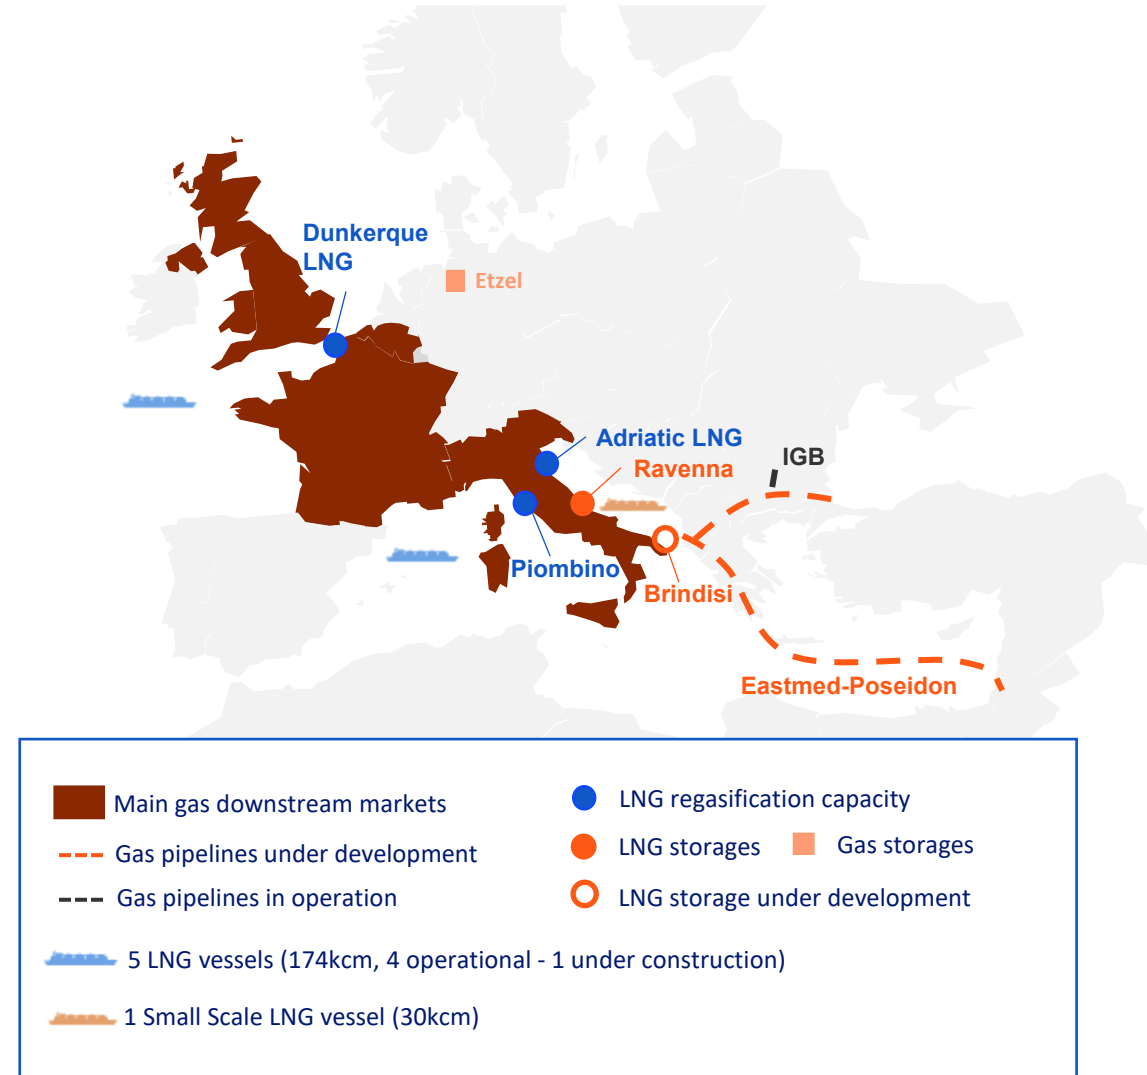 Dunkerque
LNG
Etzel
Adriatic LNG
Ravenna
IGB
Piombino
Brindisi
Eastmed-Poseidon
Main gas downstream markets
LNG regasification capacity
Gas pipelines under development
LNG storages
Gas storages
Gas pipelines in operation
LNG storage under development
5 LNG vessels (174kcm, 4 operational - 1 under construction)
1 Small Scale LNG vessel (30kcm)